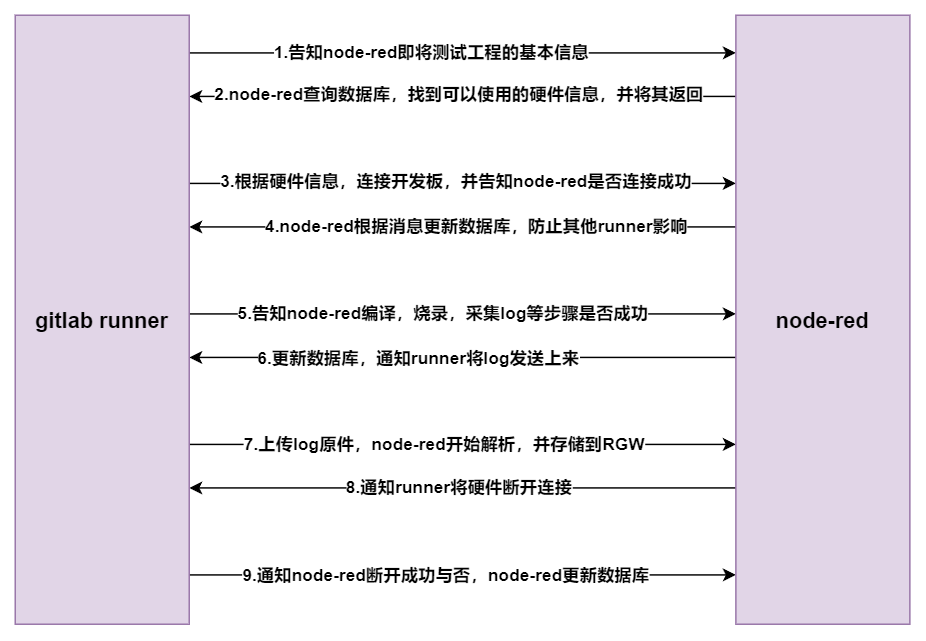 1.告知node-red即将测试工程的基本信息
2.node-red查询数据库，找到可以使用的硬件信息，并将其返回
3.根据硬件信息，连接开发板，并告知node-red是否连接成功
4.node-red根据消息更新数据库，防止其他runner影响
gitlab runner
5.告知node-red编译，烧录，采集log等步骤是否成功
node-red
6.更新数据库，通知runner将log发送上来
7.上传log原件，node-red开始解析，并存储到RGW
8.通知runner将硬件断开连接
9.通知node-red断开成功与否，node-red更新数据库